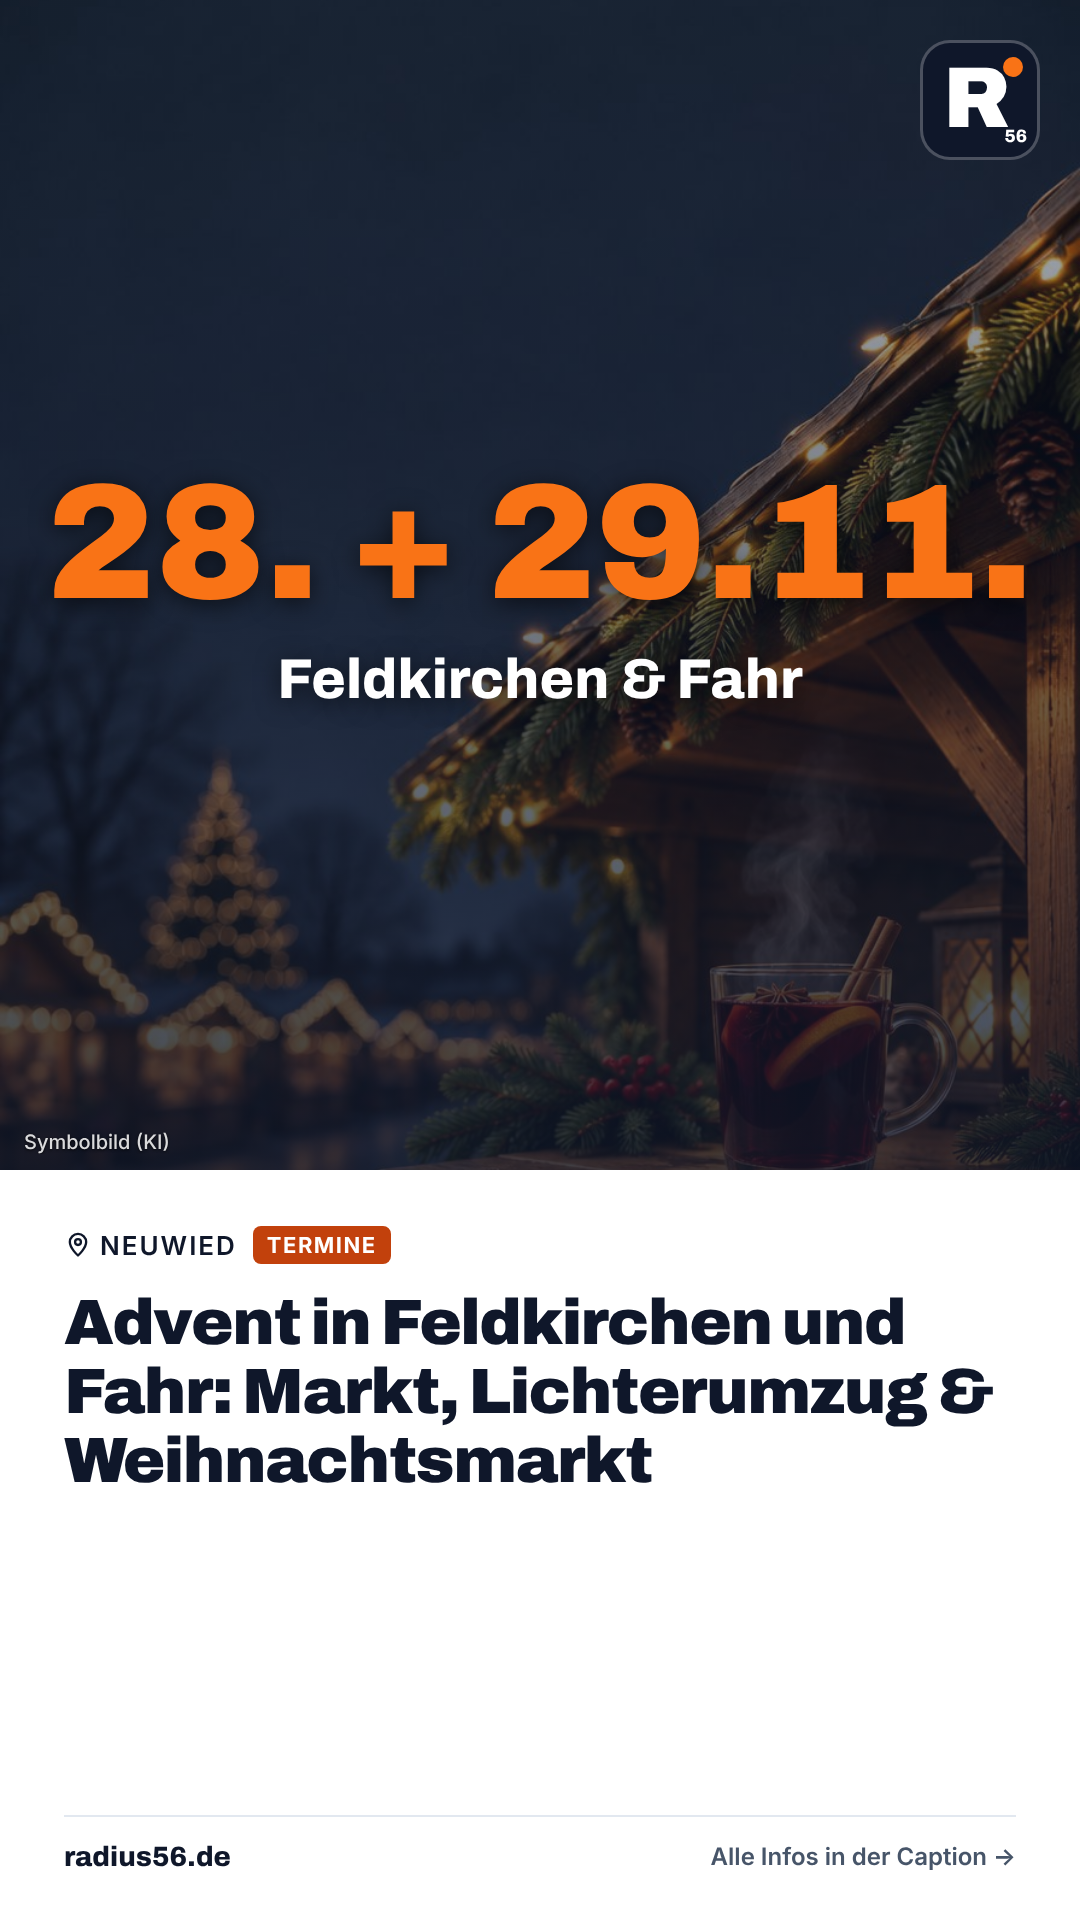 R
56
28. + 29.11.
Feldkirchen & Fahr
Symbolbild (KI)
NEUWIED TERMINE
Advent in Feldkirchen und
Fahr: Markt, Lichterumzug &
Weihnachtsmarkt
radius56.de Alle Infos in der Caption →